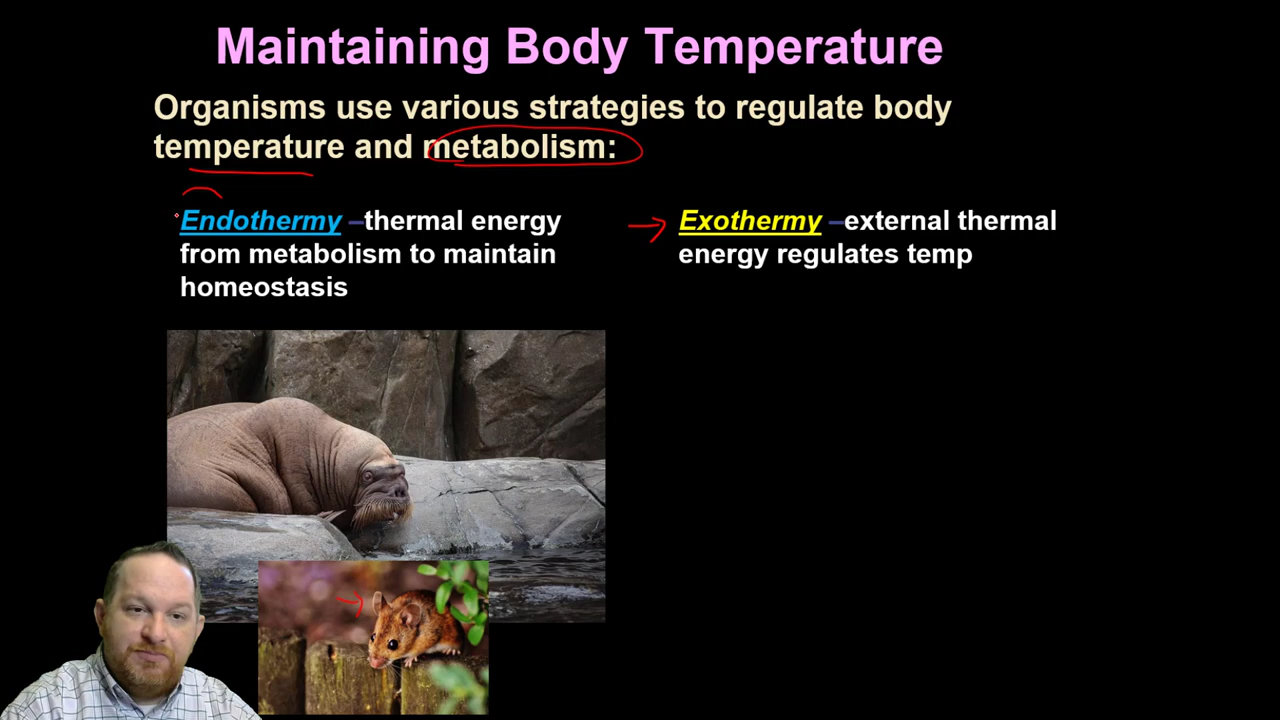 Maintaining Body Temperature
Organisms use various strategies to regulate body
temperature and metabolism:
Endothermy –thermal energy
from metabolism to maintain
homeostasis
Exothermy –external thermal
energy regulates temp